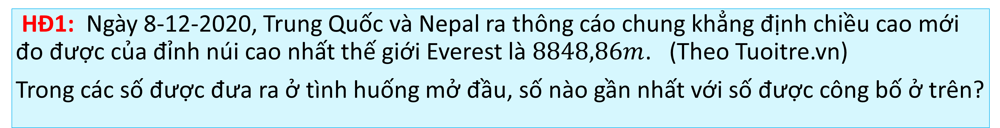 HĐ1: Ngày 8-12-2020, Trung Quốc và Nepal ra thông cáo chung khẳng định chiều cao mới
đo được của đỉnh núi cao nhất thế giới Everest là 8848,86m. (Theo Tuoitre.vn)
Trong các số được đưa ra ở tình huống mở đầu, số nào gần nhất với số được công bố ở trên?